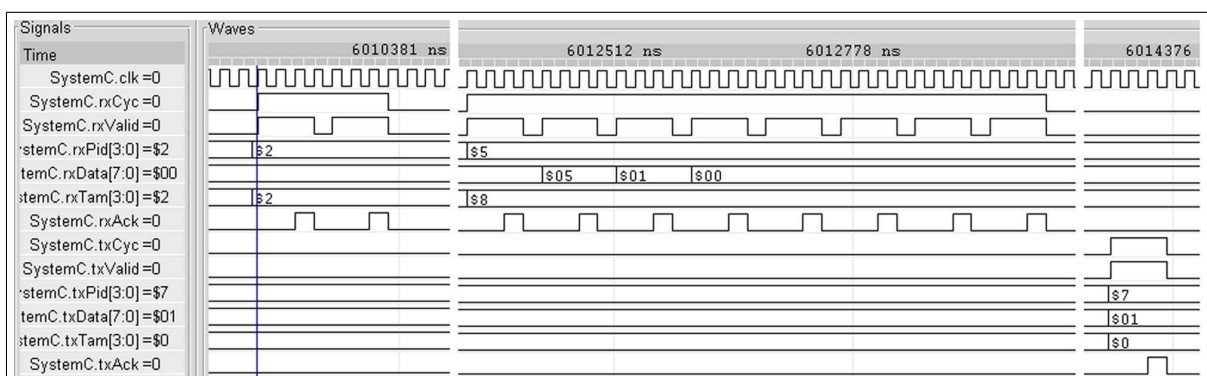 Signals Waves
Time 6010381 ns 6012512 ns 6012778 ns 6014376
SystemC.clk =0
SystemC.rxCyc =0
SystemC.rxValid =0
stemC.rxPid[3:0] =$2 $2 $5
temC.rxData[7:0] =$00 $05 $01 $00
stemC.rxTam[3:0] =$2 $2 $8
SystemC.rxAck =0
SystemC.txCyc =0
SystemC.txValid =0
stemC.txPid[3:0] =$7 $7
temC.txData[7:0] =$01 $01
stemC.txTam[3:0] =$0 $0
SystemC.txAck =0